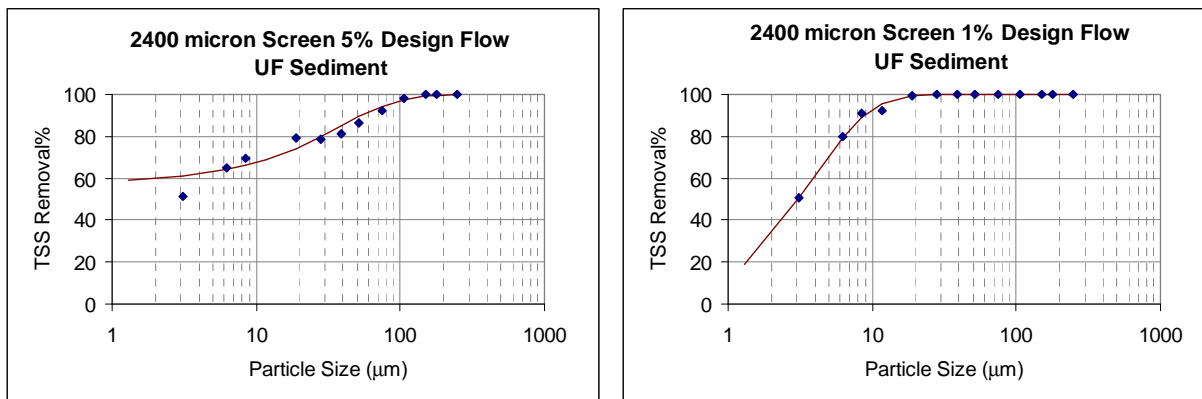 2400 micron Screen 5% Design Flow
UF Sediment
100
80
60
40
20
0
TSS Removal%
1
10
100
1000
Particle Size (μm)
2400 micron Screen 1% Design Flow
UF Sediment
100
80
60
40
20
0
TSS Removal%
1
10
100
1000
Particle Size (μm)